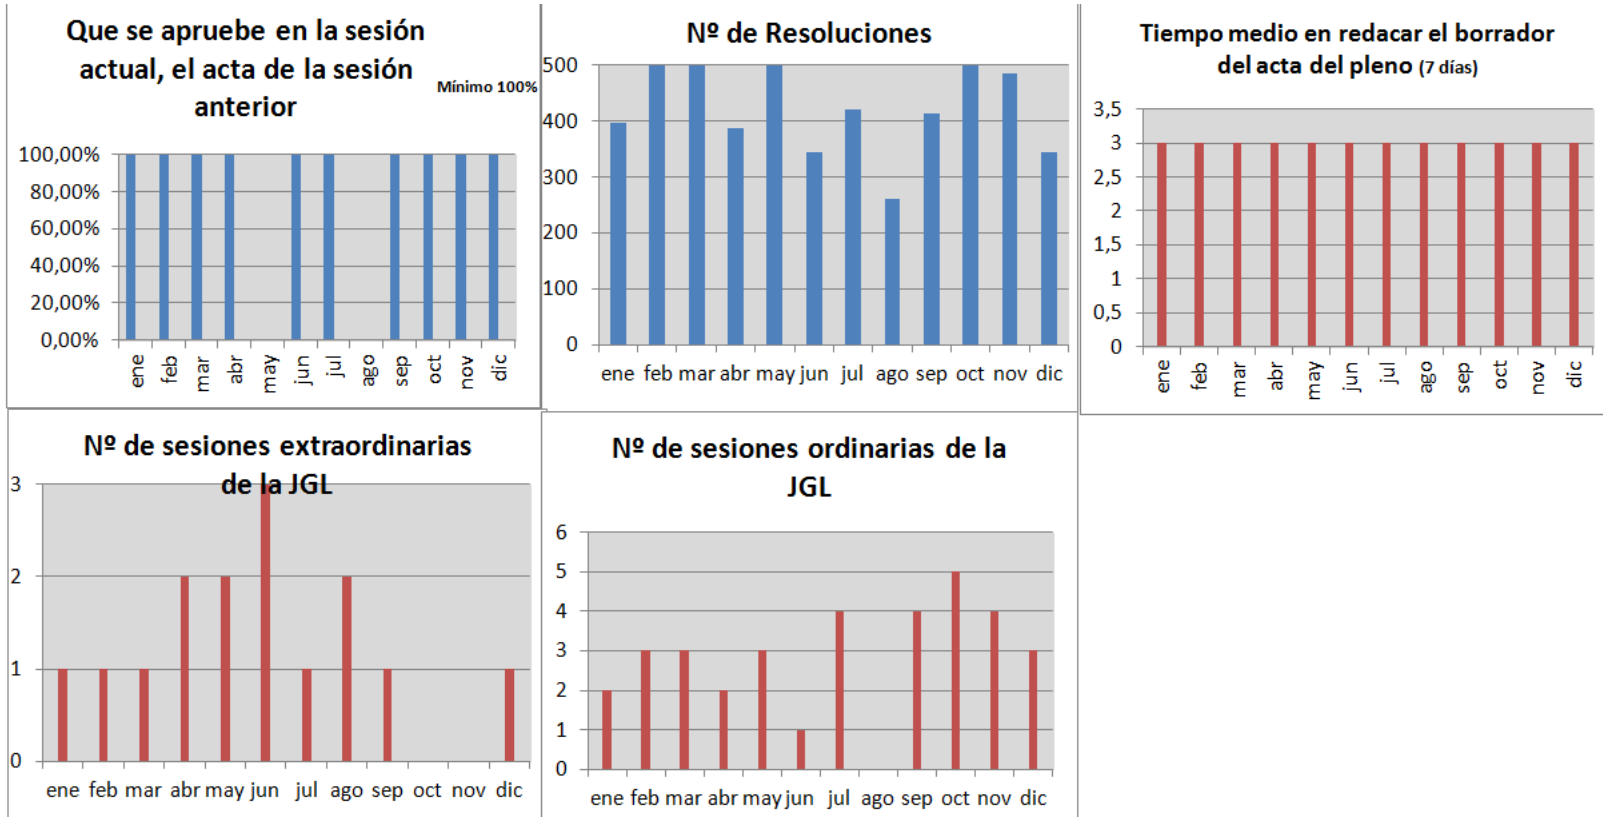 Que se apruebe en la sesión
actual, el acta de la sesión
anterior
Mínimo 100%
100,00%
80,00%
60,00%
40,00%
20,00%
0,00%
ene feb mar abr may jun jul ago sep oct nov dic
Nº de Resoluciones
500
400
300
200
100
0
ene feb mar abr may jun jul ago sep oct nov dic
Tiempo medio en redacar el borrador
del acta del pleno (7 días)
3,5
3
2,5
2
1,5
1
0,5
0
ene feb mar abr may jun jul ago sep oct nov dic
Nº de sesiones extraordinarias
de la JGL
3
2
1
0
ene feb mar abr may jun jul ago sep oct nov dic
Nº de sesiones ordinarias de la
JGL
6
5
4
3
2
1
0
ene feb mar abr may jun jul ago sep oct nov dic